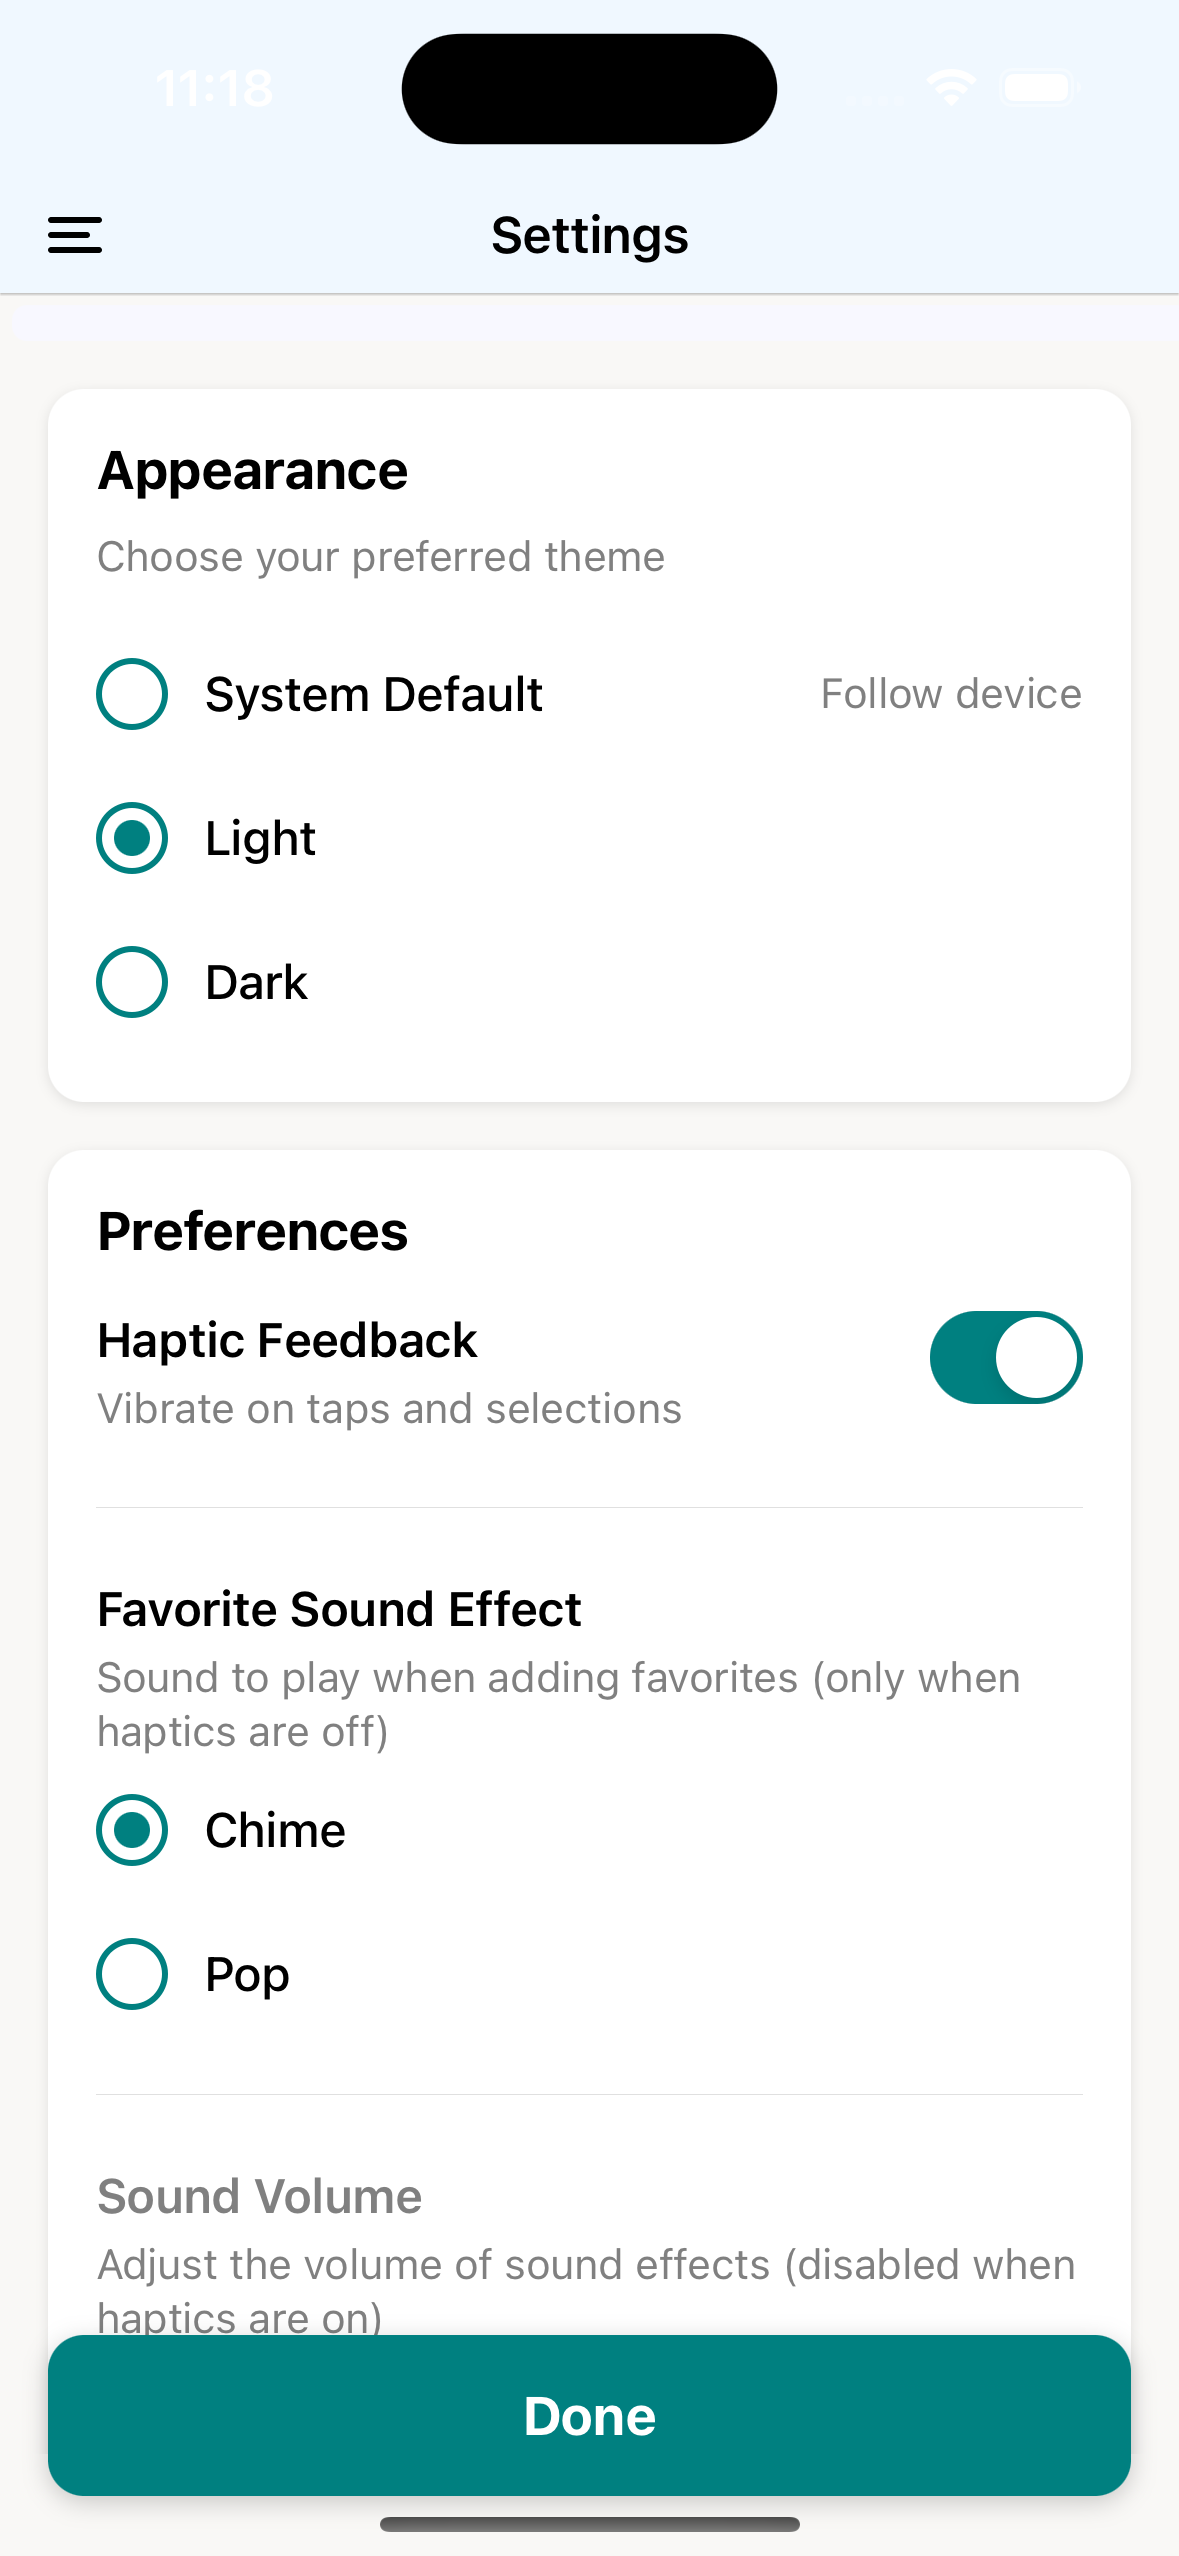 11:18
Settings
Appearance
Choose your preferred theme
System Default Follow device
Light
Dark
Preferences
Haptic Feedback
Vibrate on taps and selections
Favorite Sound Effect
Sound to play when adding favorites (only when
haptics are off)
Chime
Pop
Sound Volume
Adjust the volume of sound effects (disabled when
haptics are on)
Done